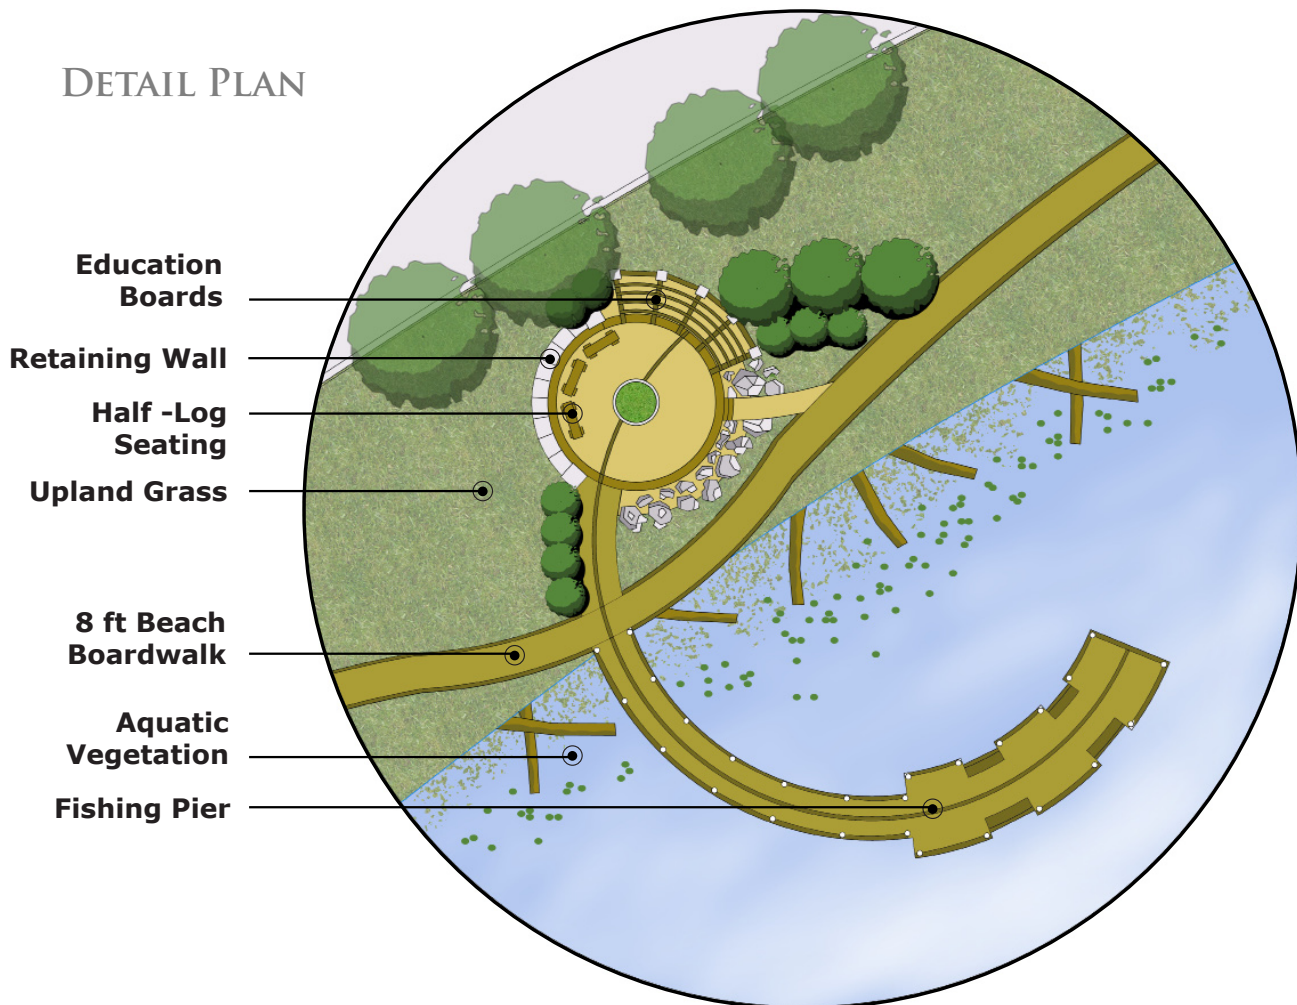 DETAIL PLAN
Education
Boards
Retaining Wall
Half -Log
Seating
Upland Grass
8 ft Beach
Boardwalk
Aquatic
Vegetation
Fishing Pier